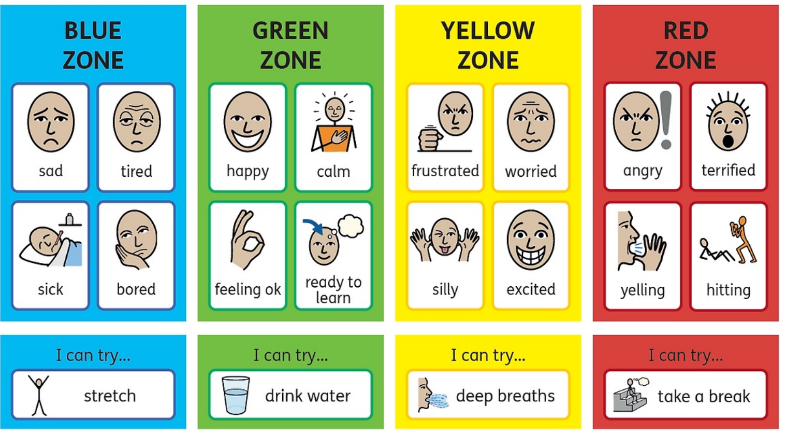 BLUE
ZONE
sad
tired
sick
bored
I can try...
stretch
GREEN
ZONE
happy
calm
feeling ok
ready to
learn
I can try...
drink water
YELLOW
ZONE
frustrated
worried
silly
excited
I can try...
deep breaths
RED
ZONE
angry
terrified
yelling
hitting
I can try...
take a break